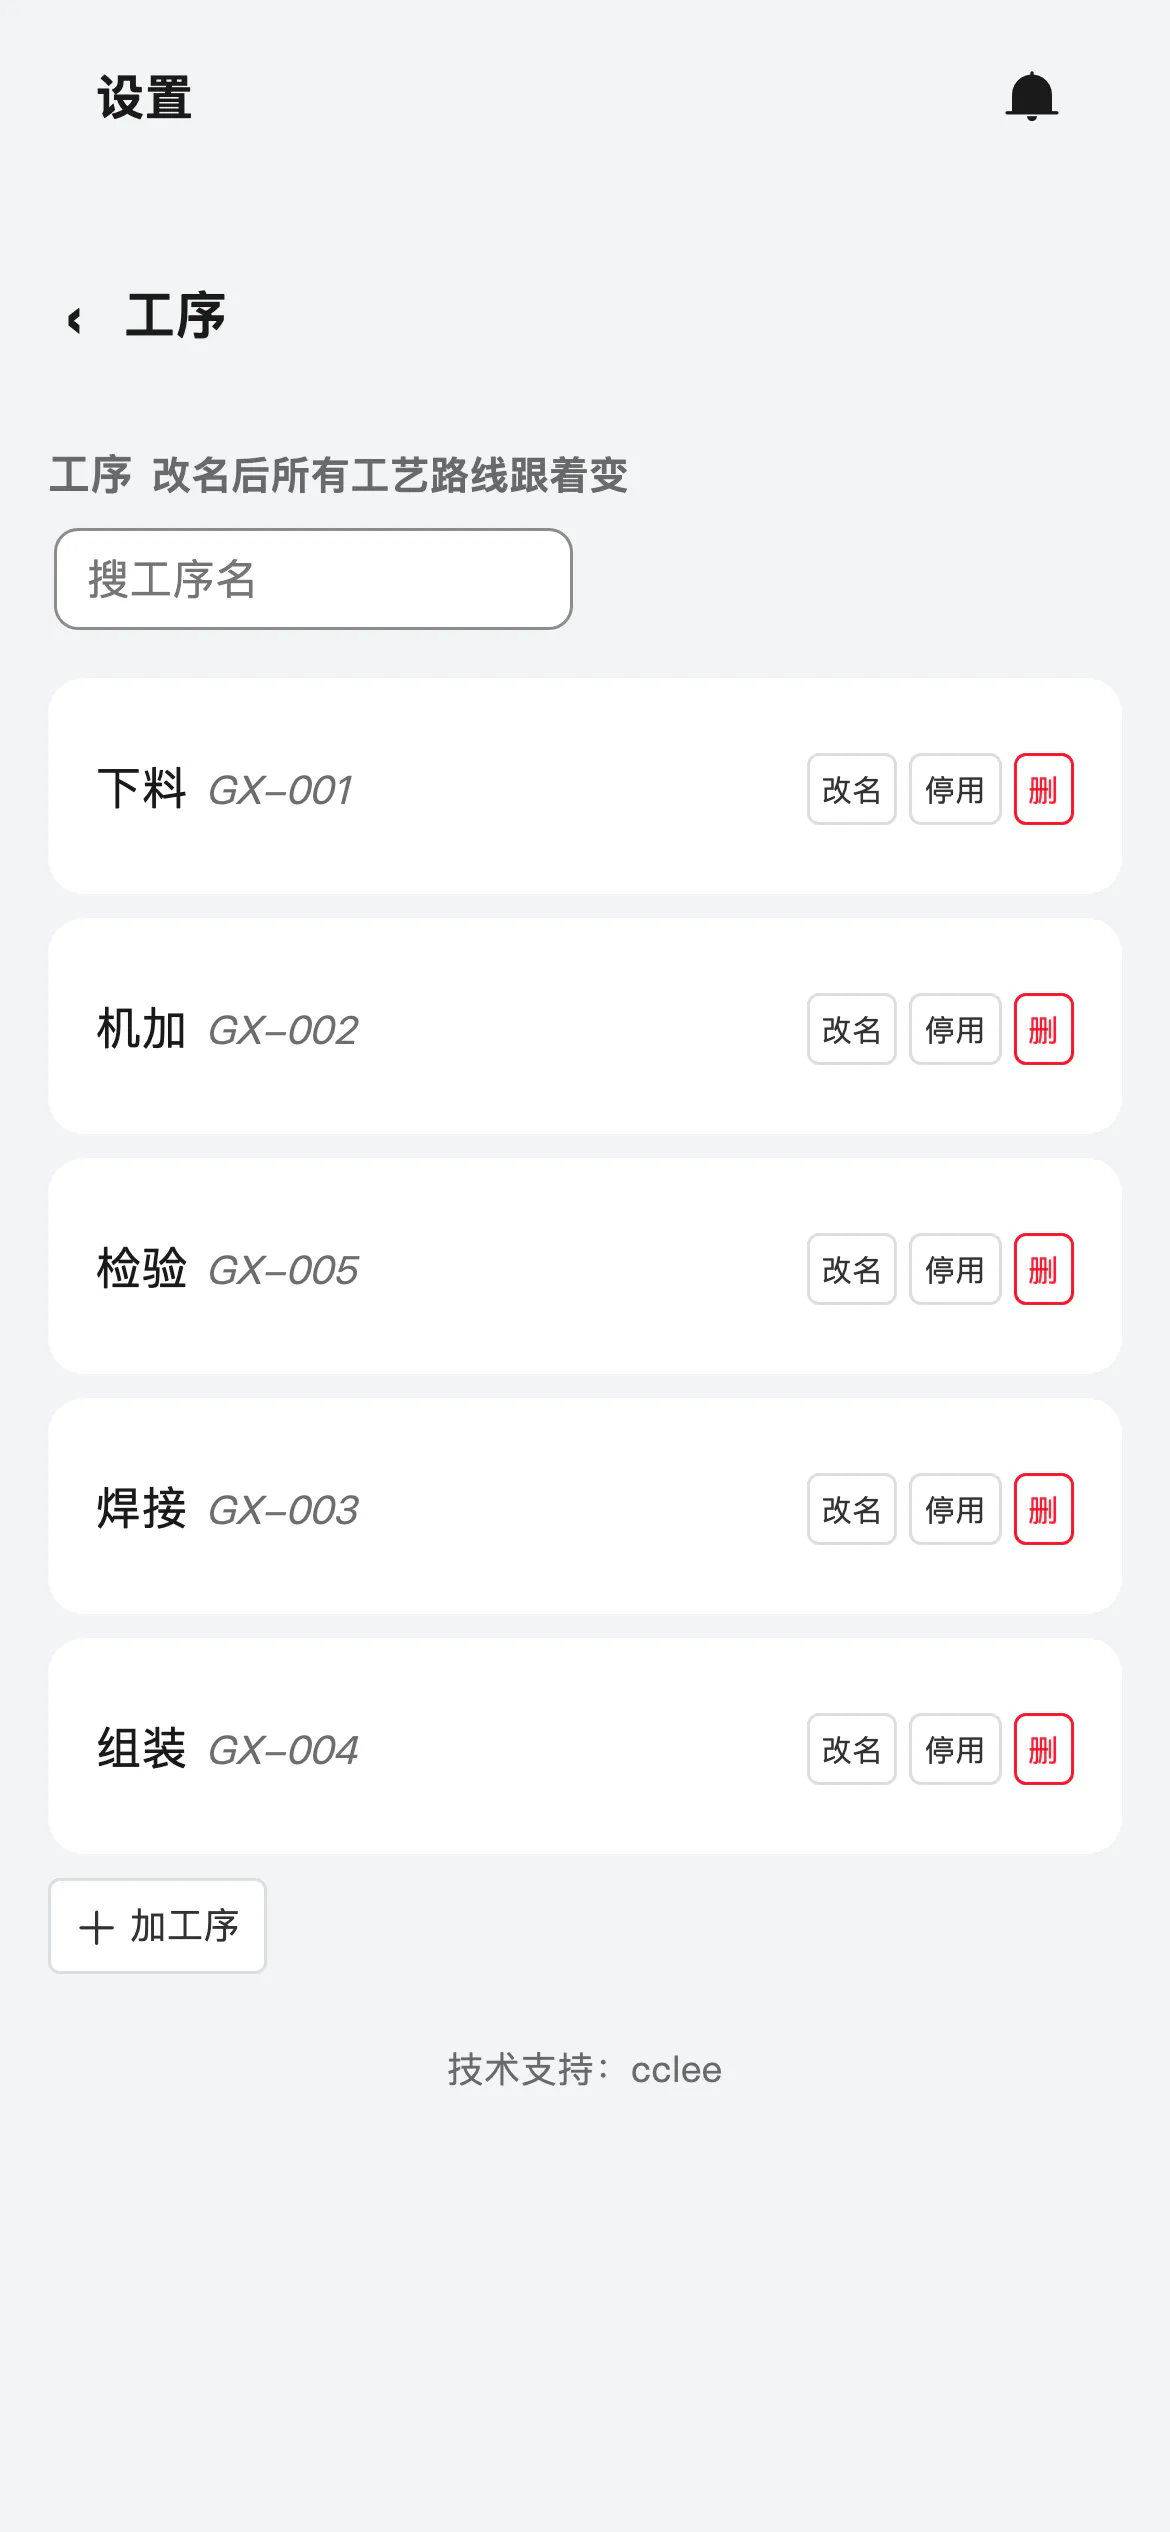 设置
‹ 工序
工序 改名后所有工艺路线跟着变
搜工序名
下料 GX-001 改名 停用 删
机加 GX-002 改名 停用 删
检验 GX-005 改名 停用 删
焊接 GX-003 改名 停用 删
组装 GX-004 改名 停用 删
+ 加工序
技术支持：cclee